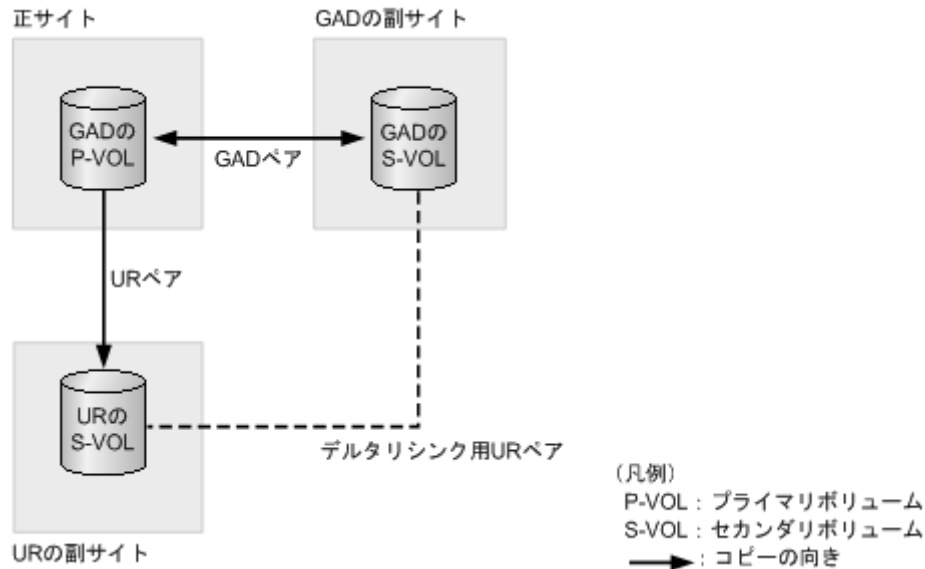 正サイト
GADの副サイト
GADの
P-VOL
GADペア
GADの
S-VOL
URペア
URの
S-VOL
デルタリシンク用URペア
URの副サイト
（凡例）
P-VOL：プライマリボリューム
S-VOL：セカンダリボリューム
：コピーの向き